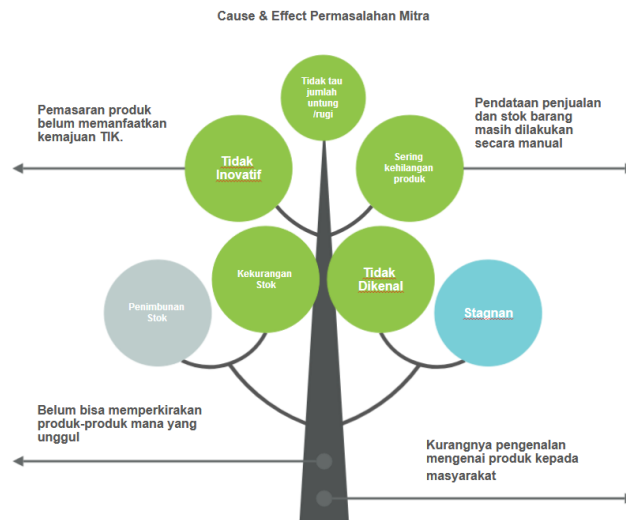 Cause & Effect Permasalahan Mitra
Tidak tau
jumlah
untung
/rugi
Pemasaran produk
belum memanfaatkan
kemajuan TIK.
Pendataan penjualan
dan stok barang
masih dilakukan
secara manual
Tidak
Inovatif
Sering
kehilangan
produk
Kekurangan
Stok
Tidak
Dikenal
Penimbunan
Stok
Stagnan
Belum bisa memperkirakan
produk-produk mana yang
unggul
Kurangnya pengenalan
mengenai produk kepada
masyarakat